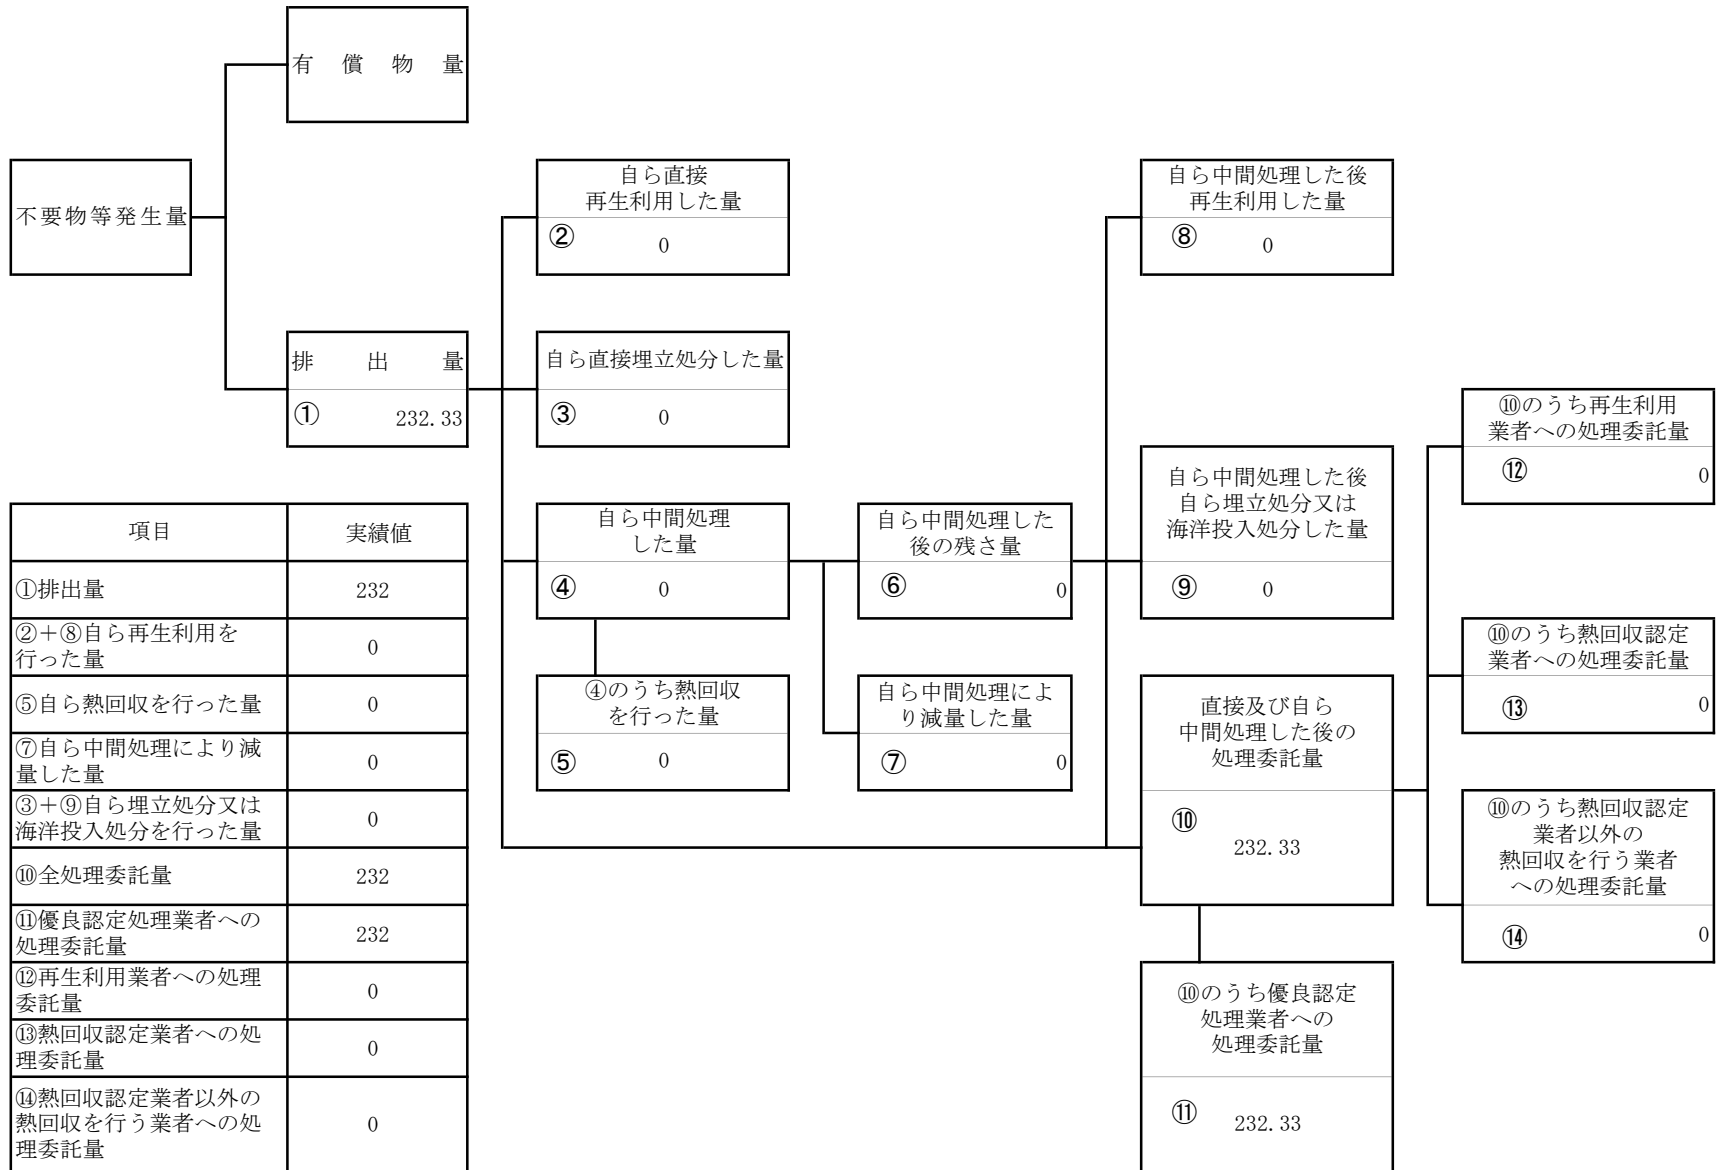 有償物量
不要物等発生量
自ら直接
再生利用した量
②
0
自ら中間処理した後
再生利用した量
⑧
0
排出量
①
232.33
自ら直接埋立処分した量
③
0
⑩のうち再生利用
業者への処理委託量
⑫
0
自ら中間処理
した量
④
0
自ら中間処理した
後の残さ量
⑥
0
自ら中間処理した後
自ら埋立処分又は
海洋投入処分した量
⑨
0
④のうち熱回収
を行った量
⑤
0
自ら中間処理によ
り減量した量
⑦
0
直接及び自ら
中間処理した後の
処理委託量
⑩
232.33
⑩のうち熱回収認定
業者への処理委託量
⑬
0
⑩のうち熱回収認定
業者以外の
熱回収を行う業者
への処理委託量
⑭
0
⑩のうち優良認定
処理業者への
処理委託量
⑪
232.33
項目
実績値
①排出量
232
②+⑧自ら再生利用を
行った量
0
⑤自ら熱回収を行った量
0
⑦自ら中間処理により減
量した量
0
③+⑨自ら埋立処分又は
海洋投入処分を行った量
0
⑩全処理委託量
232
⑪優良認定処理業者への
処理委託量
232
⑫再生利用業者への処理
委託量
0
⑬熱回収認定業者への処
理委託量
0
⑭熱回収認定業者以外の
熱回収を行う業者への処
理委託量
0